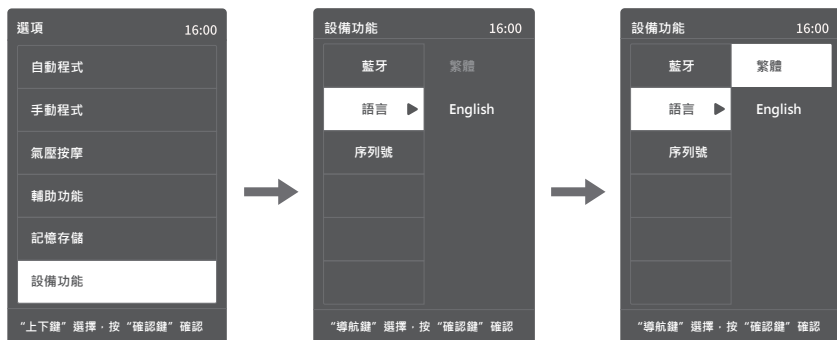 選項 16:00
自動程式
手動程式
氣壓按摩
輔助功能
記憶存儲
設備功能
“上下鍵”選擇．按“確認鍵”確認
設備功能 16:00
藍牙 繁體
語言 English
序列號
“導航鍵”選擇．按“確認鍵”確認
設備功能 16:00
藍牙 繁體
語言 English
序列號
“導航鍵”選擇．按“確認鍵”確認